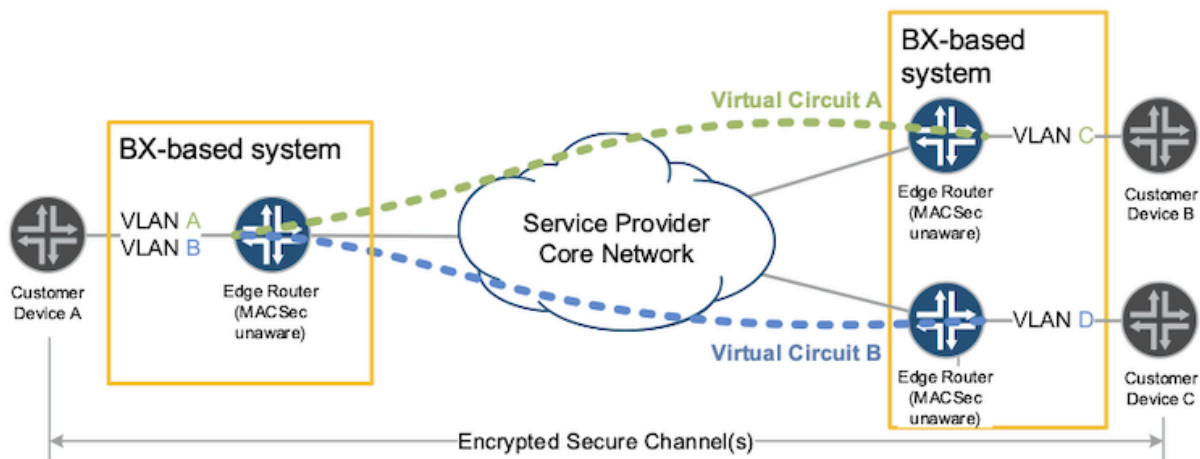 BX-based
system
Virtual Circuit A
BX-based system
VLAN C
VLAN A
VLAN B
Service Provider
Core Network
Edge Router
(MACSec
unaware)
Customer
Device B
Customer
Device A
Edge Router
(MACSec
unaware)
VLAN D
Virtual Circuit B
Edge Router
(MACSec
unaware)
Customer
Device C
Encrypted Secure Channel(s)